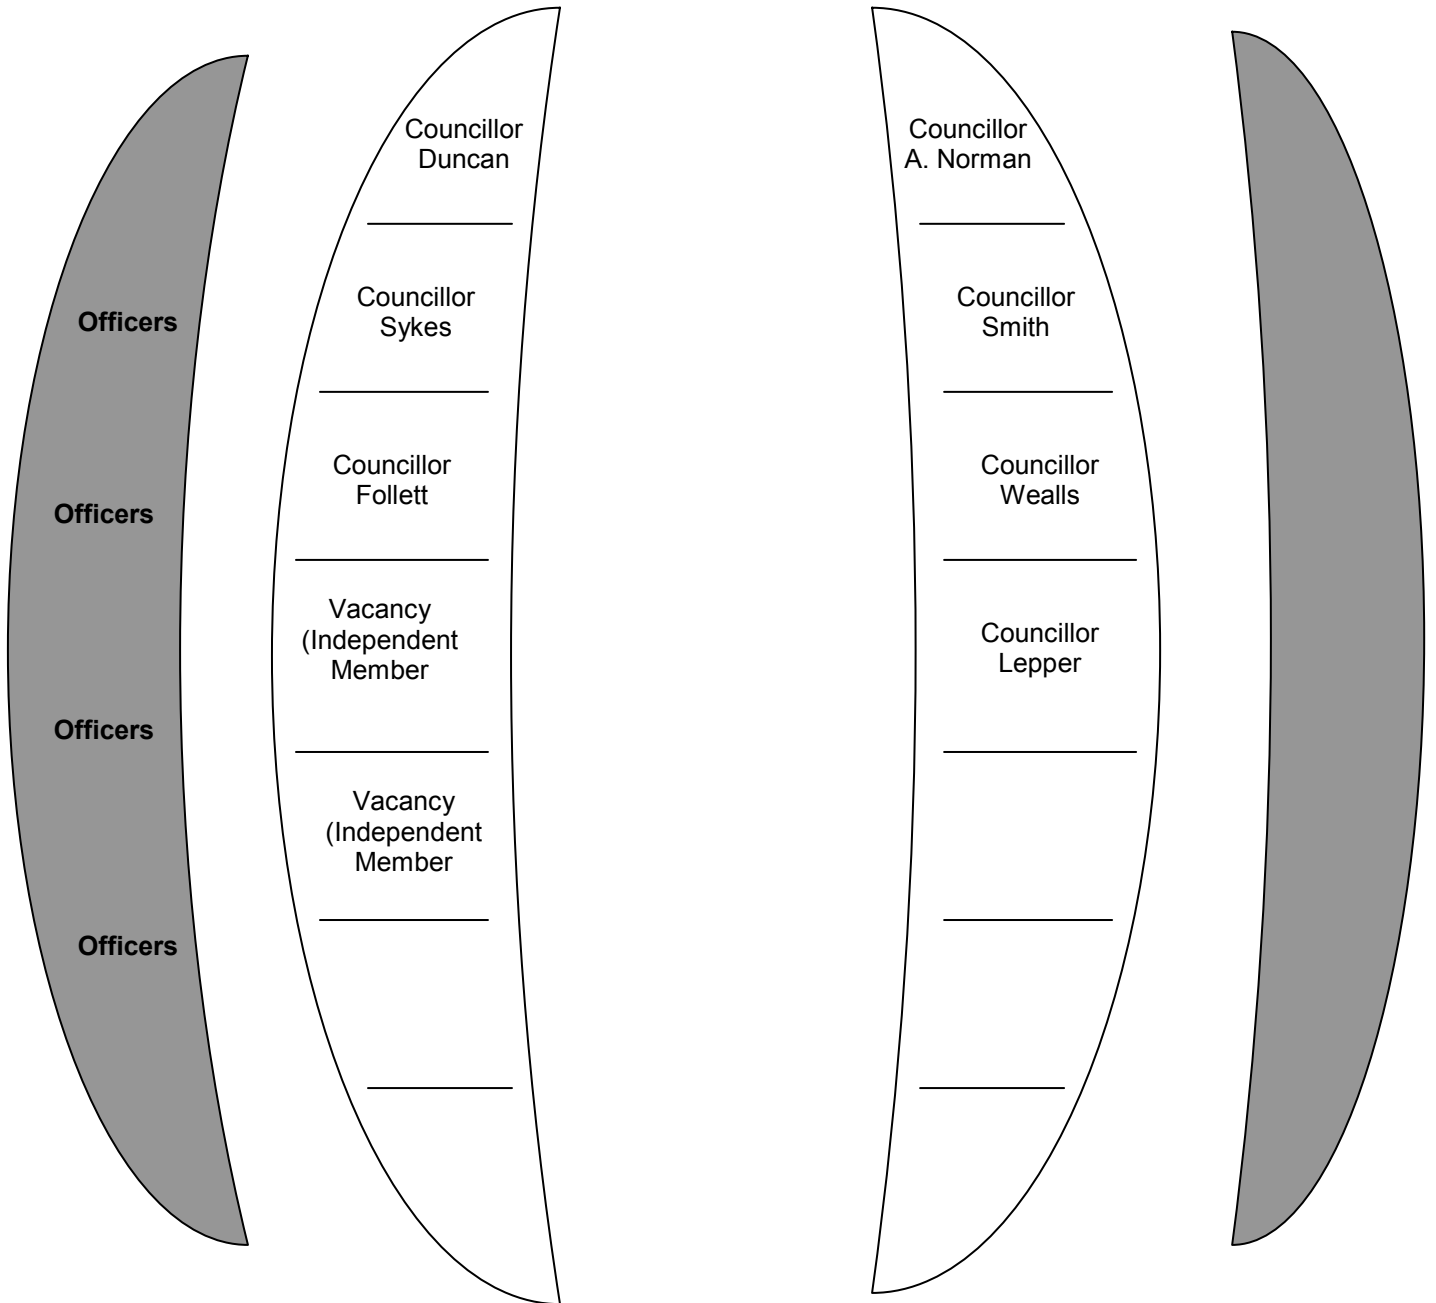 Councillor
Duncan
Councillor
A. Norman
Officers
Councillor
Sykes
Councillor
Smith
Officers
Councillor
Follett
Councillor
Wealls
Vacancy
(Independent
Member
Councillor
Lepper
Officers
Vacancy
(Independent
Member
Officers